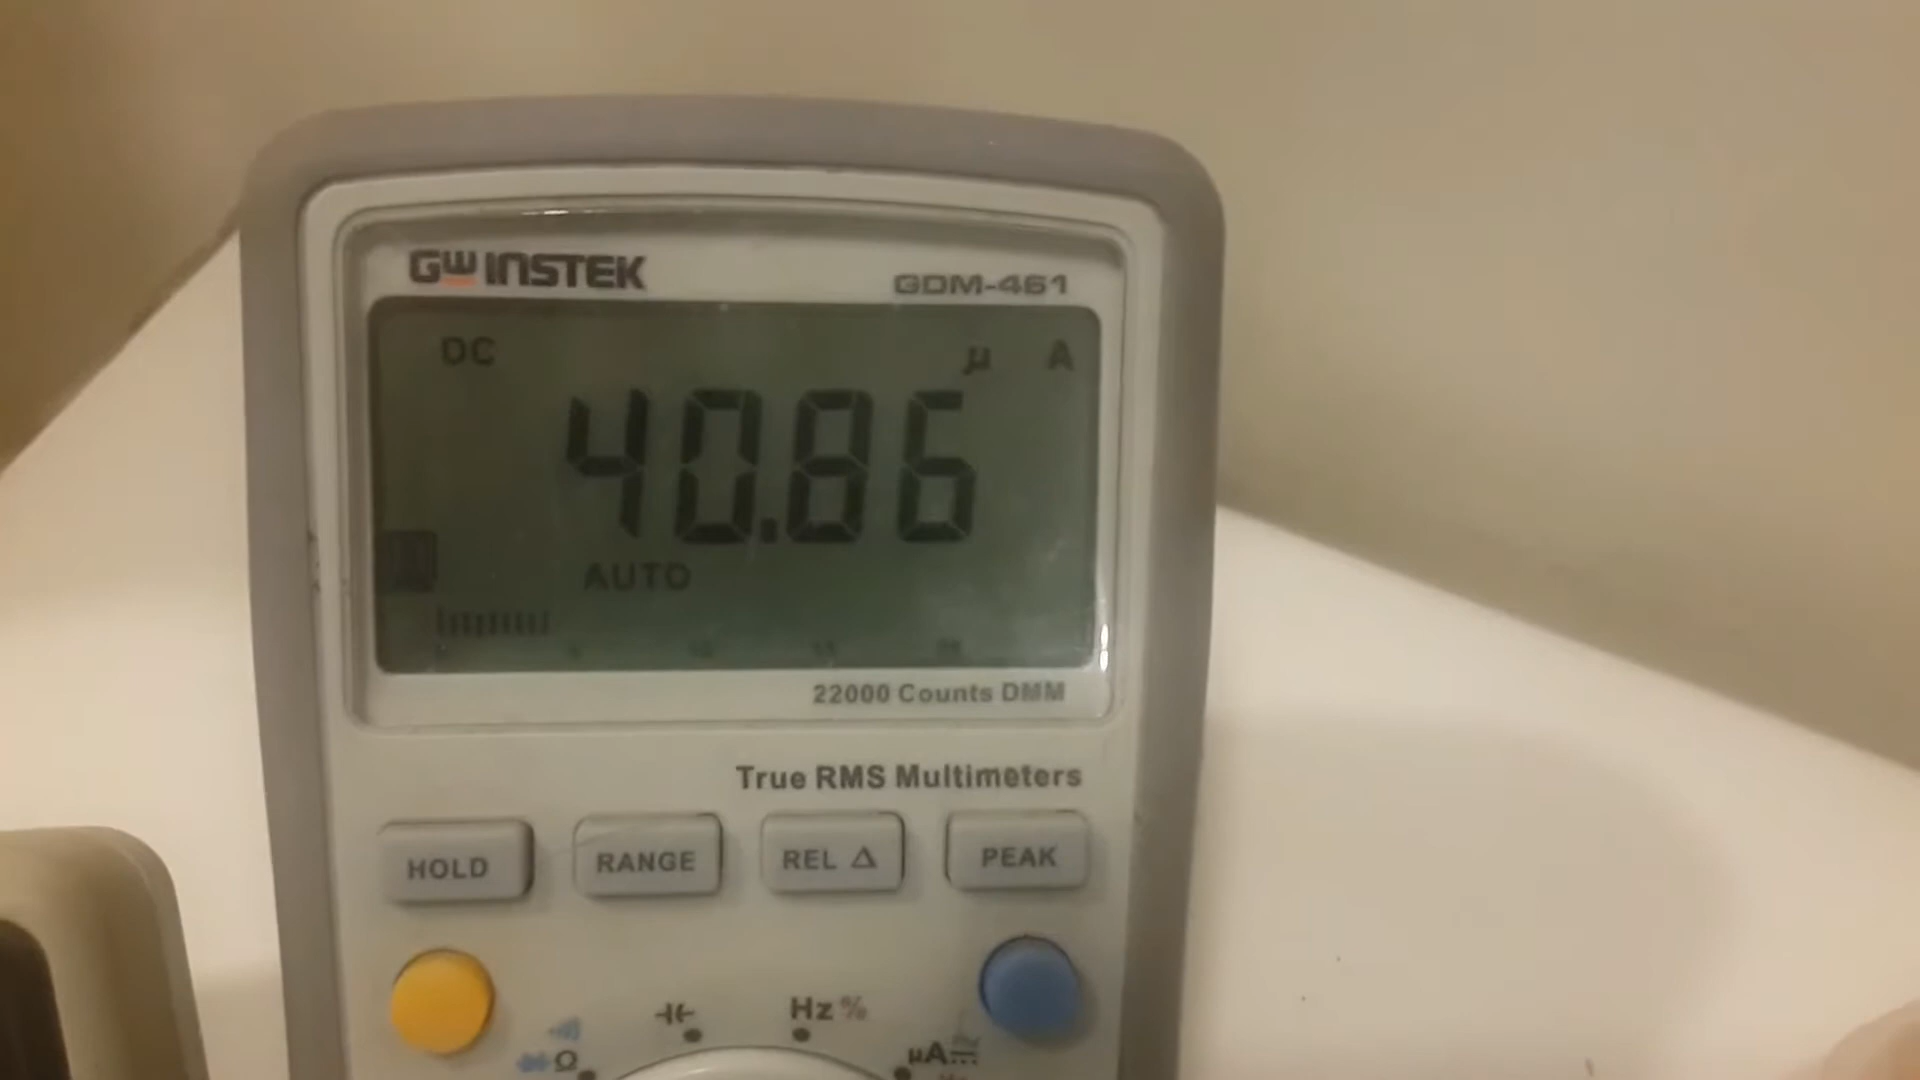 GW INSTEK
GDM-461
DC
µ A
40.86
AUTO
22000 Counts DMM
True RMS Multimeters
HOLD
RANGE
REL Δ
PEAK
Hz %
Ω
µA